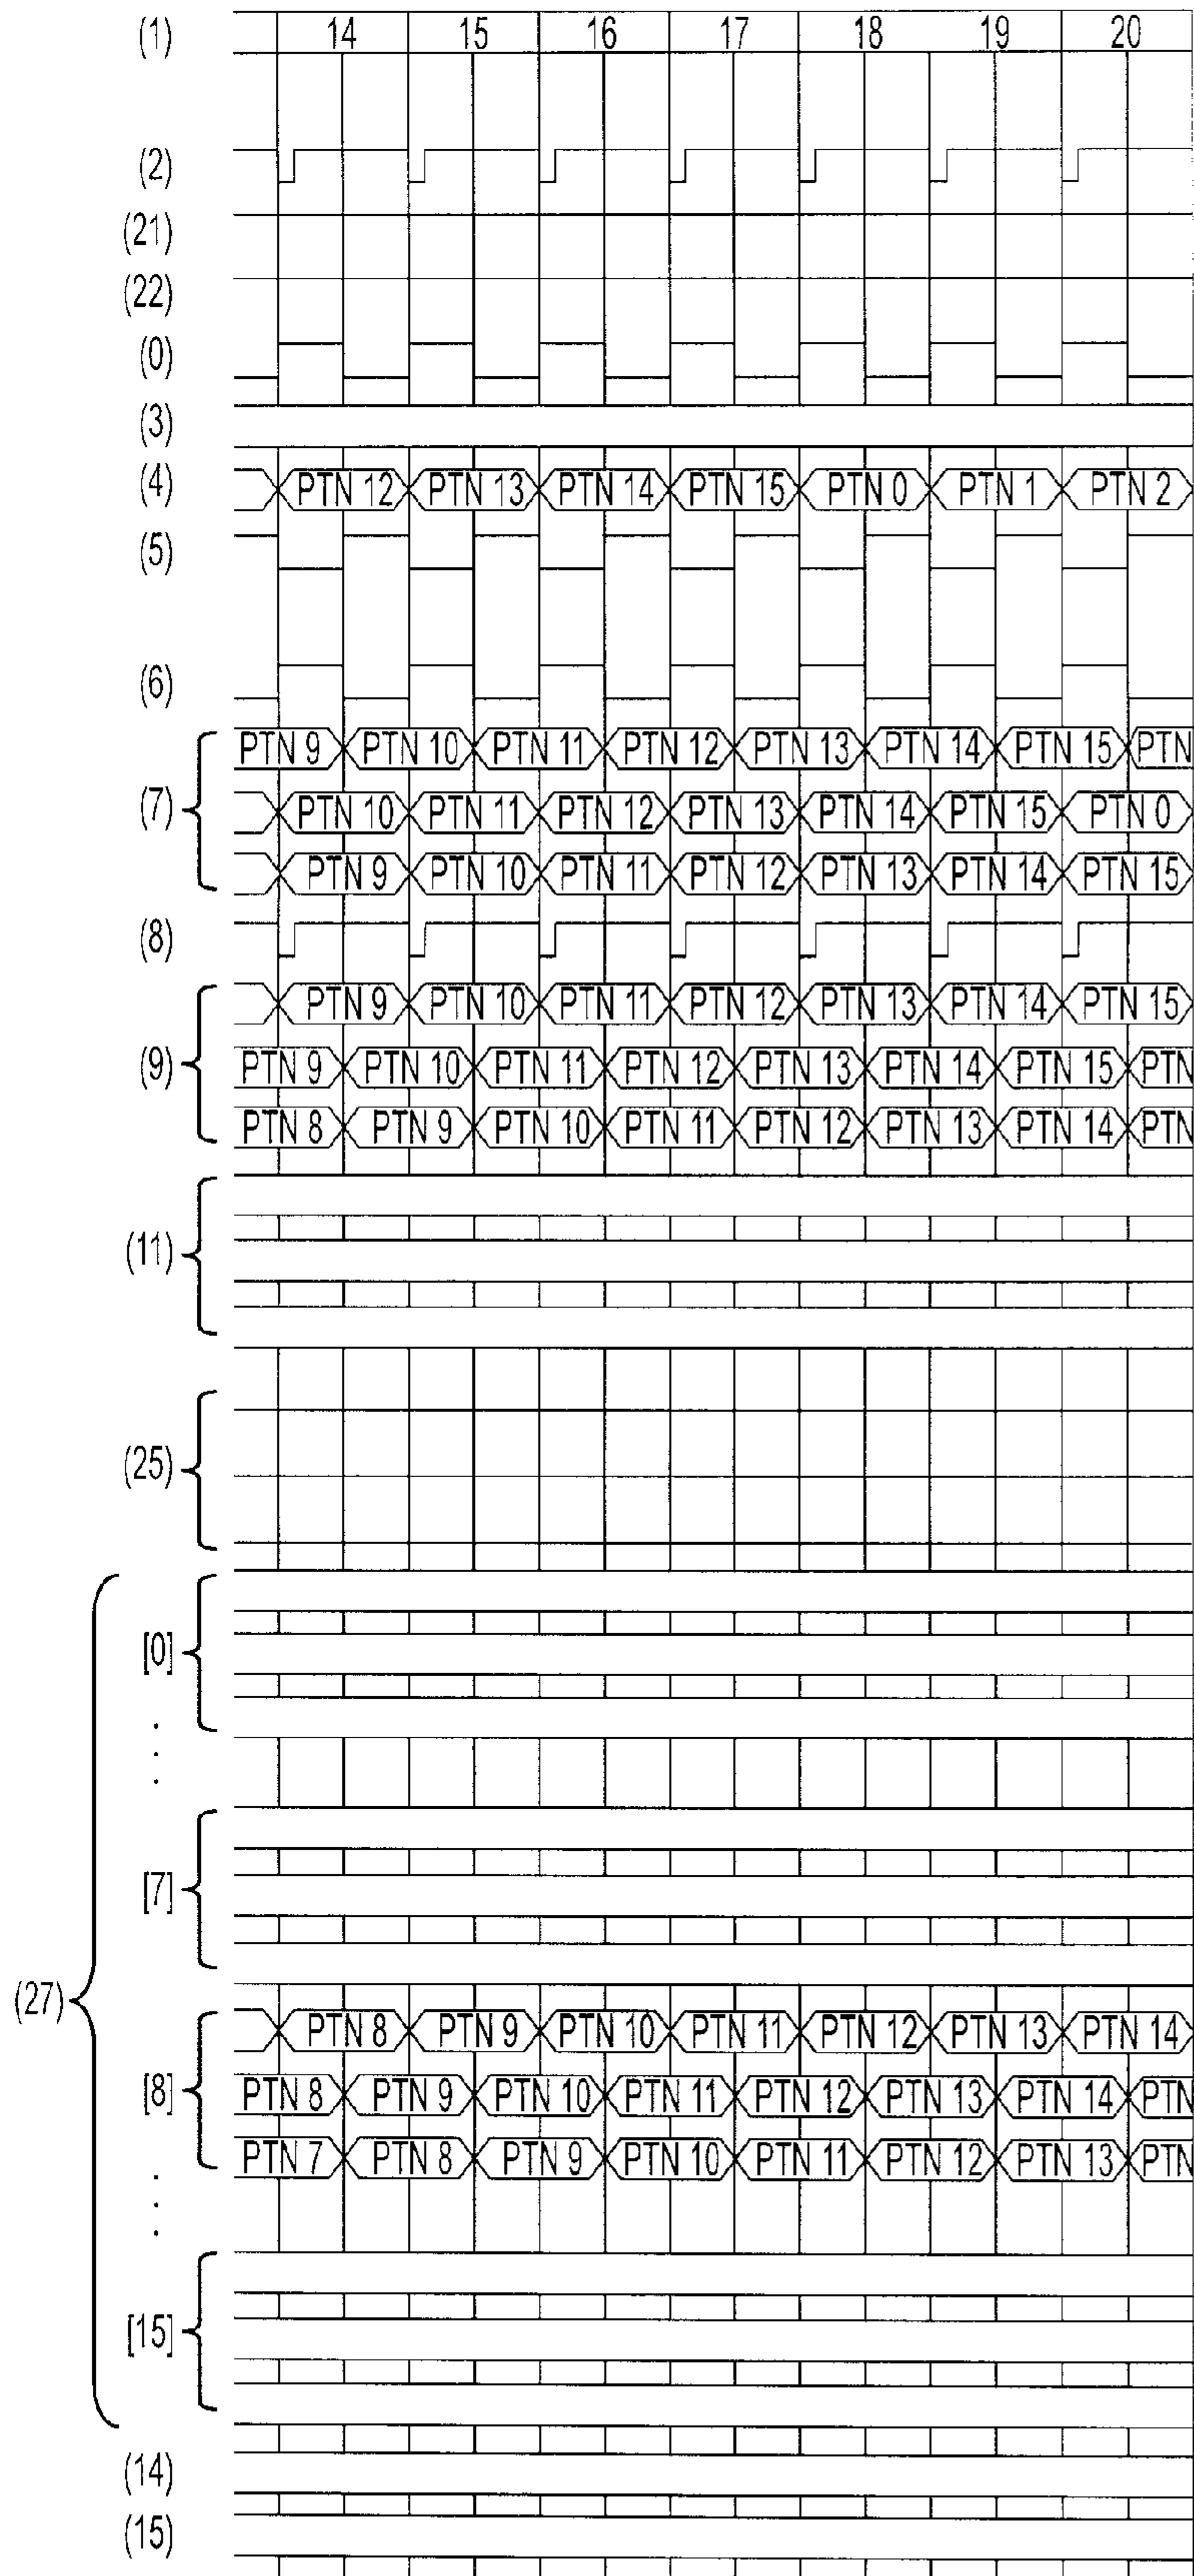 (1) 14 15 16 17 18 19 20
(2)
(21)
(22)
(0)
(3)
(4) PTN 12 PTN 13 PTN 14 PTN 15 PTN 0 PTN 1 PTN 2
(5)
(6)
PTN 9 PTN 10 PTN 11 PTN 12 PTN 13 PTN 14 PTN 15 PTN
(7) PTN 10 PTN 11 PTN 12 PTN 13 PTN 14 PTN 15 PTN 0
PTN 9 PTN 10 PTN 11 PTN 12 PTN 13 PTN 14 PTN 15
(8)
PTN 9 PTN 10 PTN 11 PTN 12 PTN 13 PTN 14 PTN 15
(9) PTN 9 PTN 10 PTN 11 PTN 12 PTN 13 PTN 14 PTN 15 PTN
PTN 8 PTN 9 PTN 10 PTN 11 PTN 12 PTN 13 PTN 14 PTN
(11)
(25)
[0]
[7]
(27)
PTN 8 PTN 9 PTN 10 PTN 11 PTN 12 PTN 13 PTN 14
[8] PTN 8 PTN 9 PTN 10 PTN 11 PTN 12 PTN 13 PTN 14 PTN
PTN 7 PTN 8 PTN 9 PTN 10 PTN 11 PTN 12 PTN 13 PTN
[15]
(14)
(15)